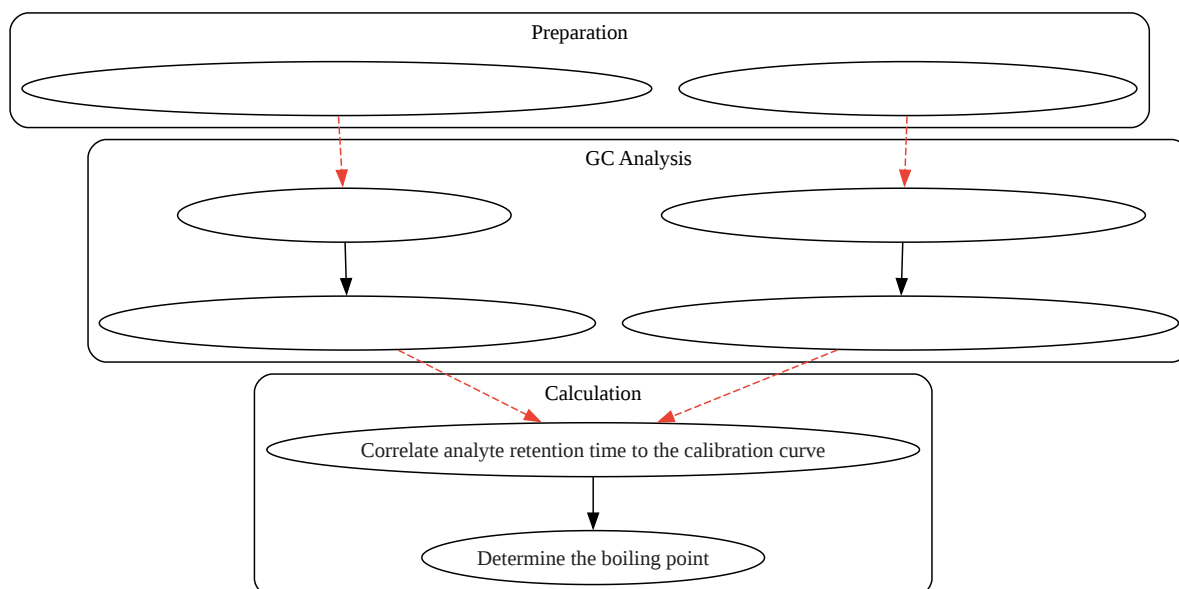 Preparation
GC Analysis
Calculation
Correlate analyte retention time to the calibration curve
Determine the boiling point